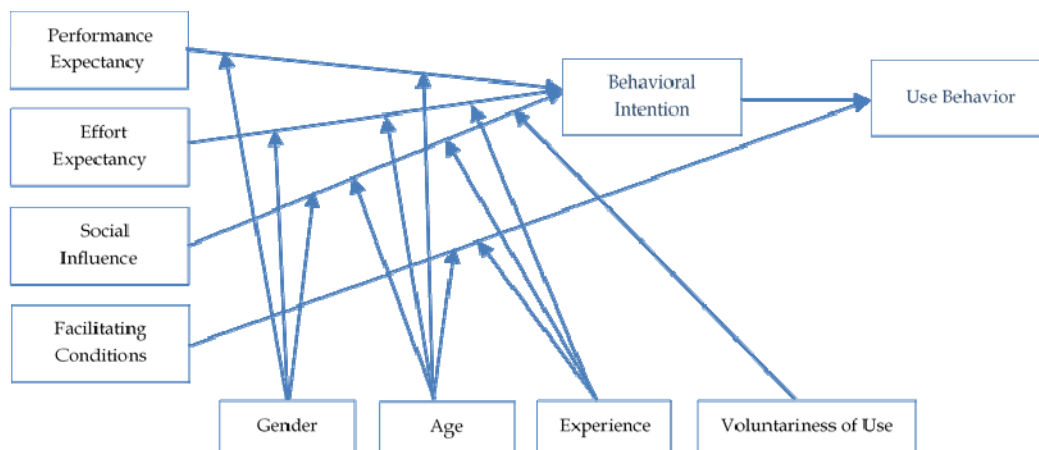 Performance
Expectancy
Effort
Expectancy
Social
Influence
Facilitating
Conditions
Behavioral
Intention
Use Behavior
Gender
Age
Experience
Voluntariness of Use